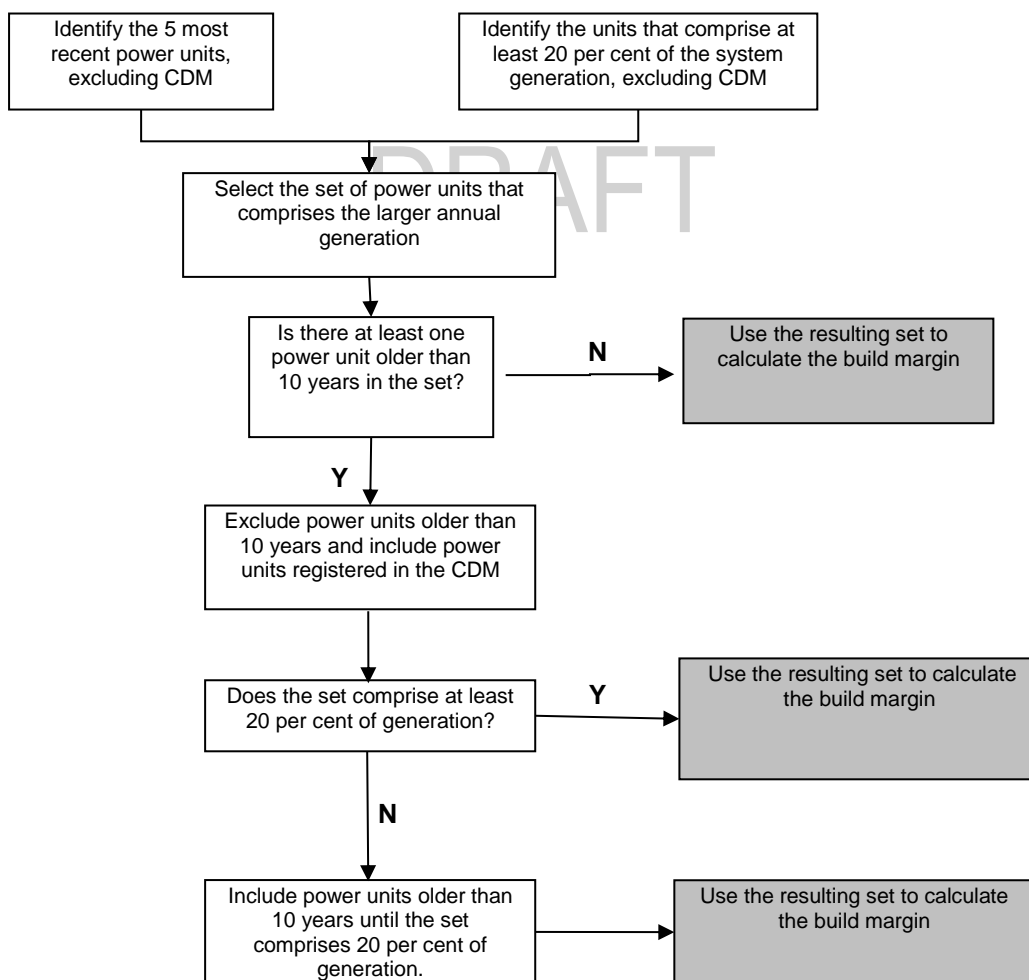 Identify the 5 most
recent power units,
excluding CDM
Identify the units that comprise at
least 20 per cent of the system
generation, excluding CDM
DRAFT
Select the set of power units that
comprises the larger annual
generation
Is there at least one
power unit older than
10 years in the set?
N
Use the resulting set to
calculate the build margin
Y
Exclude power units older than
10 years and include power
units registered in the CDM
Does the set comprise at least
20 per cent of generation?
Y
Use the resulting set to calculate
the build margin
N
Include power units older than
10 years until the set
comprises 20 per cent of
generation.
Use the resulting set to calculate
the build margin